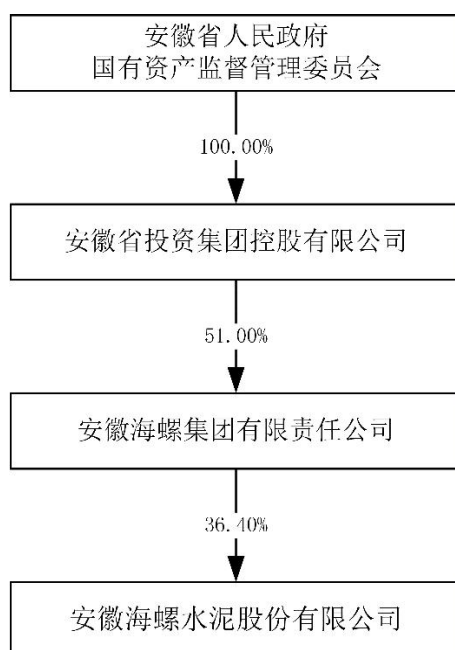 安徽省人民政府
国有资产监督管理委员会
100.00%
安徽省投资集团控股有限公司
51.00%
安徽海螺集团有限责任公司
36.40%
安徽海螺水泥股份有限公司